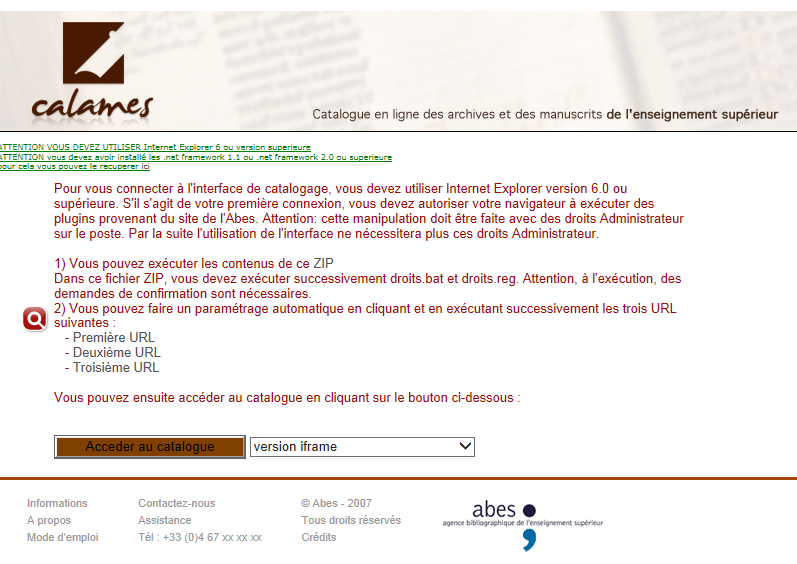 calames
Catalogue en ligne des archives et des manuscrits de l'enseignement supérieur
ATTENTION VOUS DEVEZ UTILISER Internet Explorer 6 ou version superieure
ATTENTION vous devez avoir installé les .net framework 1.1 ou .net framework 2.0 ou superieure
pour cela vous pouvez le recuperer ici
Pour vous connecter à l'interface de catalogage, vous devez utiliser Internet Explorer version 6.0 ou
supérieure. S'il s'agit de votre première connexion, vous devez autoriser votre navigateur à exécuter des
plugins provenant du site de l'Abes. Attention: cette manipulation doit être faite avec des droits Administrateur
sur le poste. Par la suite l'utilisation de l'interface ne nécessitera plus ces droits Administrateur.
1) Vous pouvez exécuter les contenus de ce ZIP
Dans ce fichier ZIP, vous devez exécuter successivement droits.bat et droits.reg. Attention, à l'exécution, des
demandes de confirmation sont nécessaires.
2) Vous pouvez faire un paramétrage automatique en cliquant et en exécutant successivement les trois URL
suivantes :
- Première URL
- Deuxième URL
- Troisième URL
Vous pouvez ensuite accéder au catalogue en cliquant sur le bouton ci-dessous :
Acceder au catalogue version iframe
Informations Contactez-nous © Abes - 2007
A propos Assistance Tous droits réservés
Mode d'emploi Tél : +33 (0)4 67 xx xx xx Crédits
abes
agence bibliographique de l'enseignement supérieur